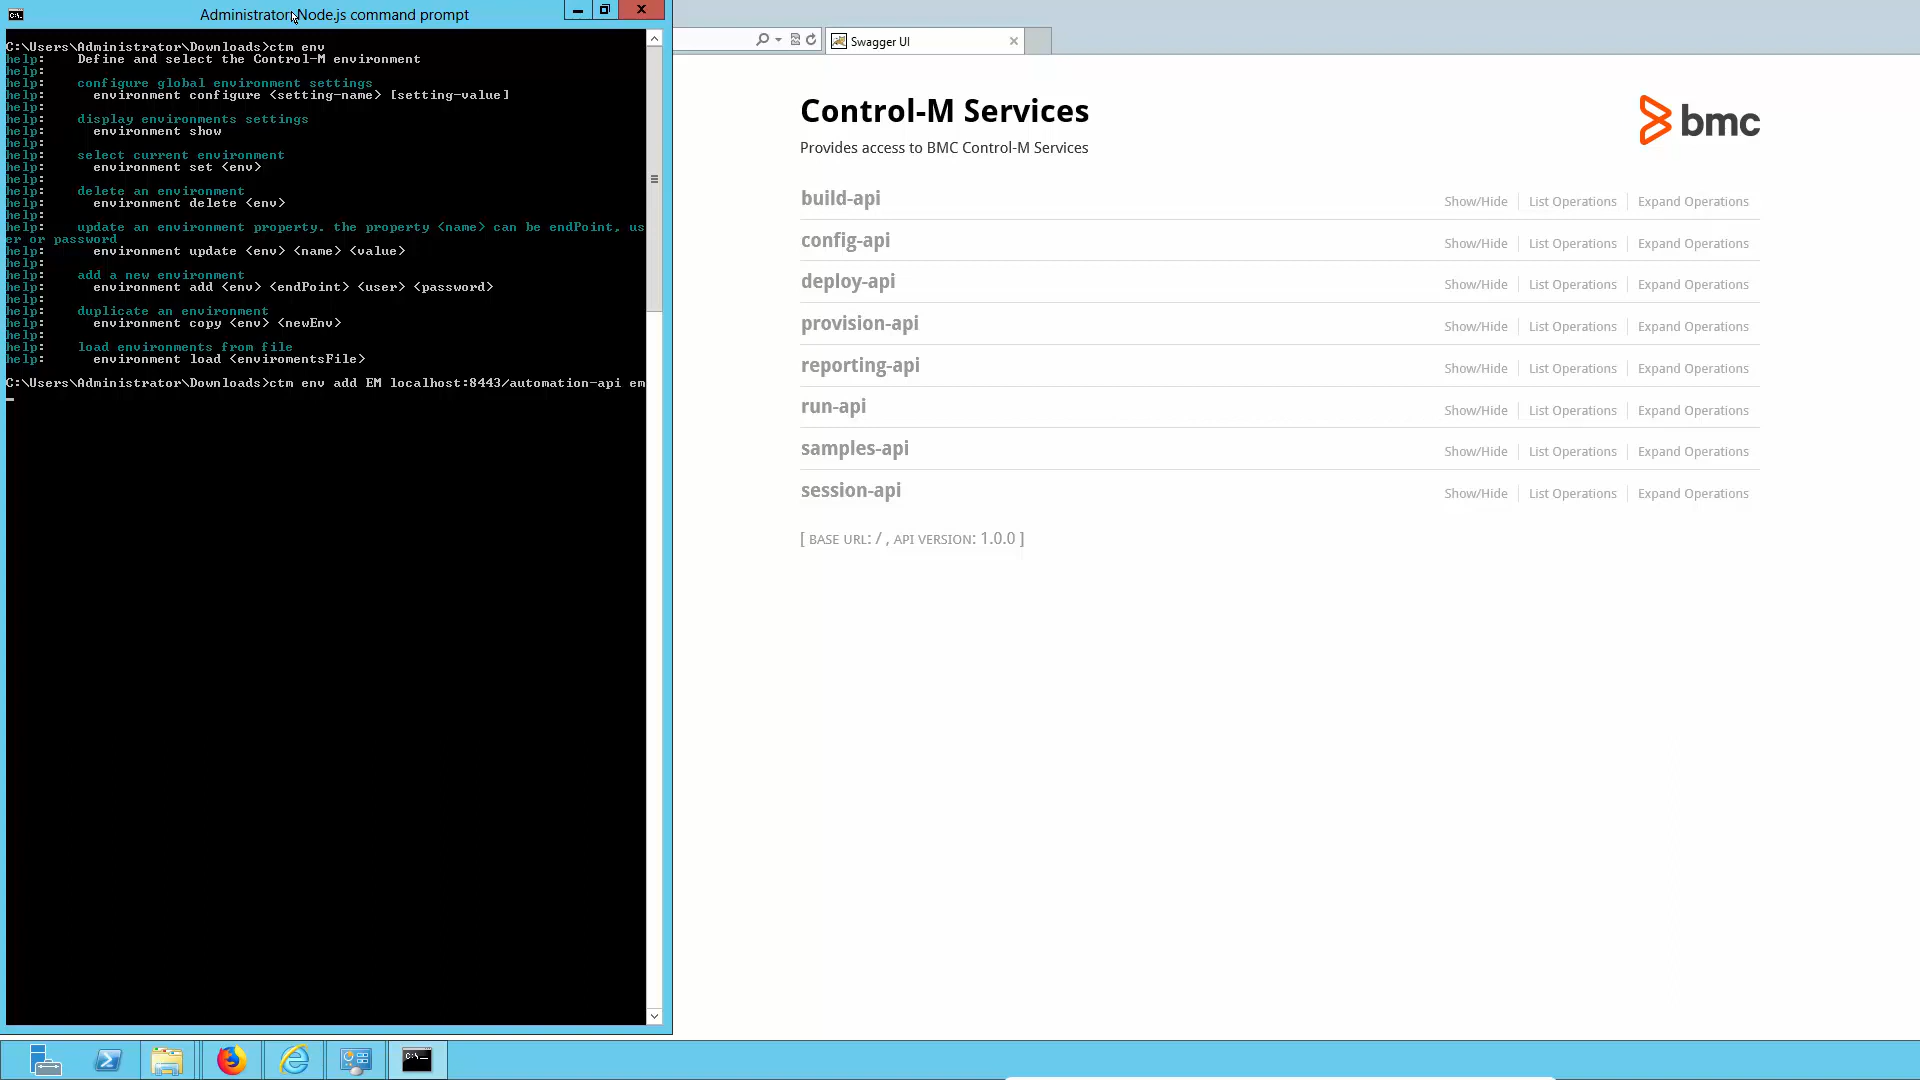 Administrator: Node.js command prompt
C:\Users\Administrator\Downloads>ctm env
help:    Define and select the Control-M environment
help:
help:    configure global environment settings
help:      environment configure <setting-name> [setting-value]
help:
help:    display environments settings
help:      environment show
help:
help:    select current environment
help:      environment set <env>
help:
help:    delete an environment
help:      environment delete <env>
help:
help:    update an environment property. the property <name> can be endPoint, us
er or password
help:      environment update <env> <name> <value>
help:
help:    add a new environment
help:      environment add <env> <endPoint> <user> <password>
help:
help:    duplicate an environment
help:      environment copy <env> <newEnv>
help:
help:    load environments from file
help:      environment load <enviromentsFile>
C:\Users\Administrator\Downloads>ctm env add EM localhost:8443/automation-api em
Swagger UI
Control-M Services
bmc
Provides access to BMC Control-M Services
build-api Show/Hide List Operations Expand Operations
config-api Show/Hide List Operations Expand Operations
deploy-api Show/Hide List Operations Expand Operations
provision-api Show/Hide List Operations Expand Operations
reporting-api Show/Hide List Operations Expand Operations
run-api Show/Hide List Operations Expand Operations
samples-api Show/Hide List Operations Expand Operations
session-api Show/Hide List Operations Expand Operations
[ BASE URL: / , API VERSION: 1.0.0 ]